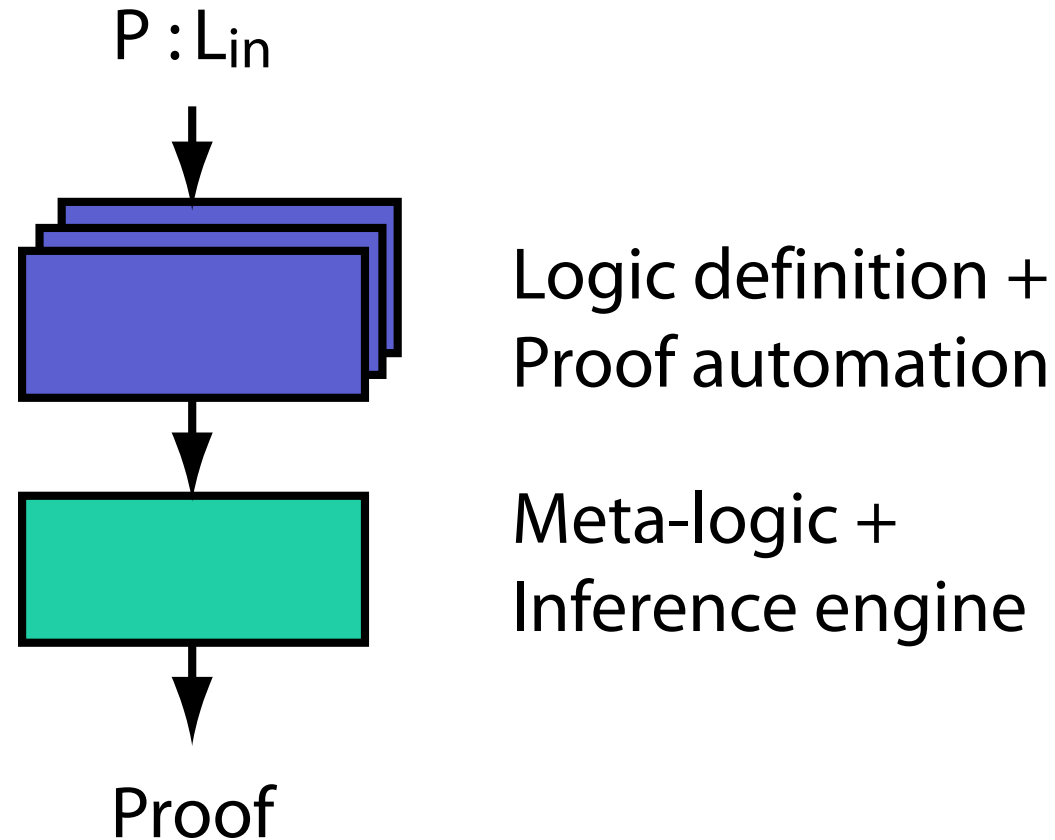 P : Lin
Logic definition +
Proof automation
Meta-logic +
Inference engine
Proof